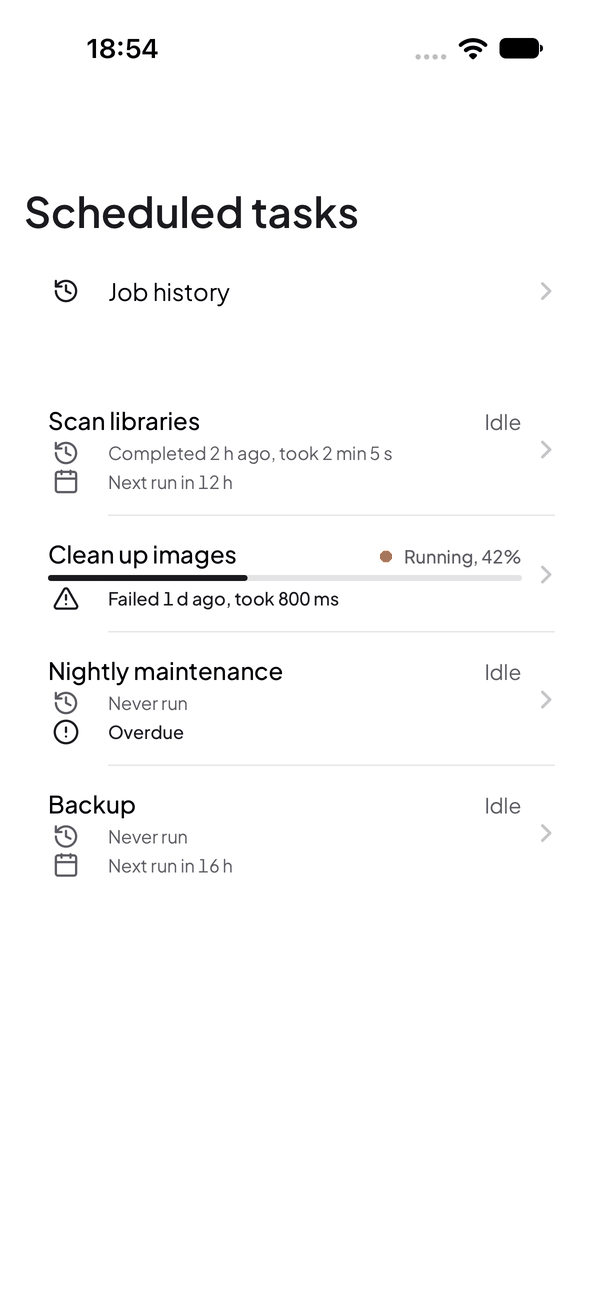 18:54
Scheduled tasks
Job history
Scan libraries Idle
Completed 2 h ago, took 2 min 5 s
Next run in 12 h
Clean up images Running, 42%
Failed 1 d ago, took 800 ms
Nightly maintenance Idle
Never run
Overdue
Backup Idle
Never run
Next run in 16 h